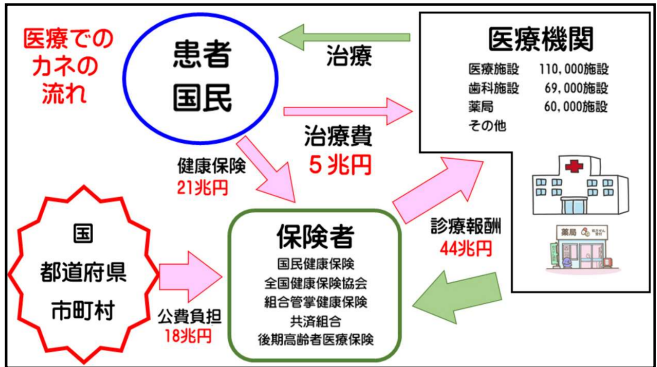 医療での
カネの
流れ
患者
国民
治療
医療機関
医療施設 110,000施設
歯科施設 69,000施設
薬局 60,000施設
その他
治療費
5兆円
健康保険
21兆円
国
都道府県
市町村
公費負担
18兆円
保険者
国民健康保険
全国健康保険協会
組合管掌健康保険
共済組合
後期高齢者医療保険
診療報酬
44兆円
薬局